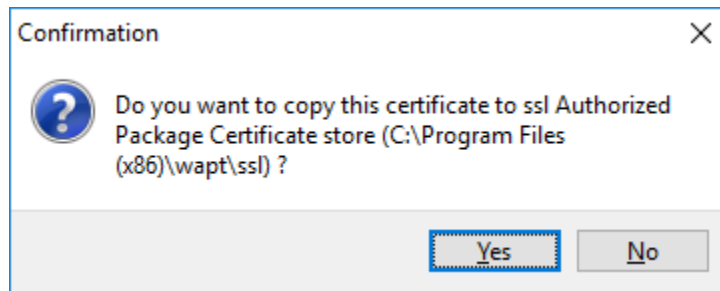 Confirmation
Do you want to copy this certificate to ssl Authorized
Package Certificate store (C:\Program Files
(x86)\wapt\ssl) ?
Yes
No